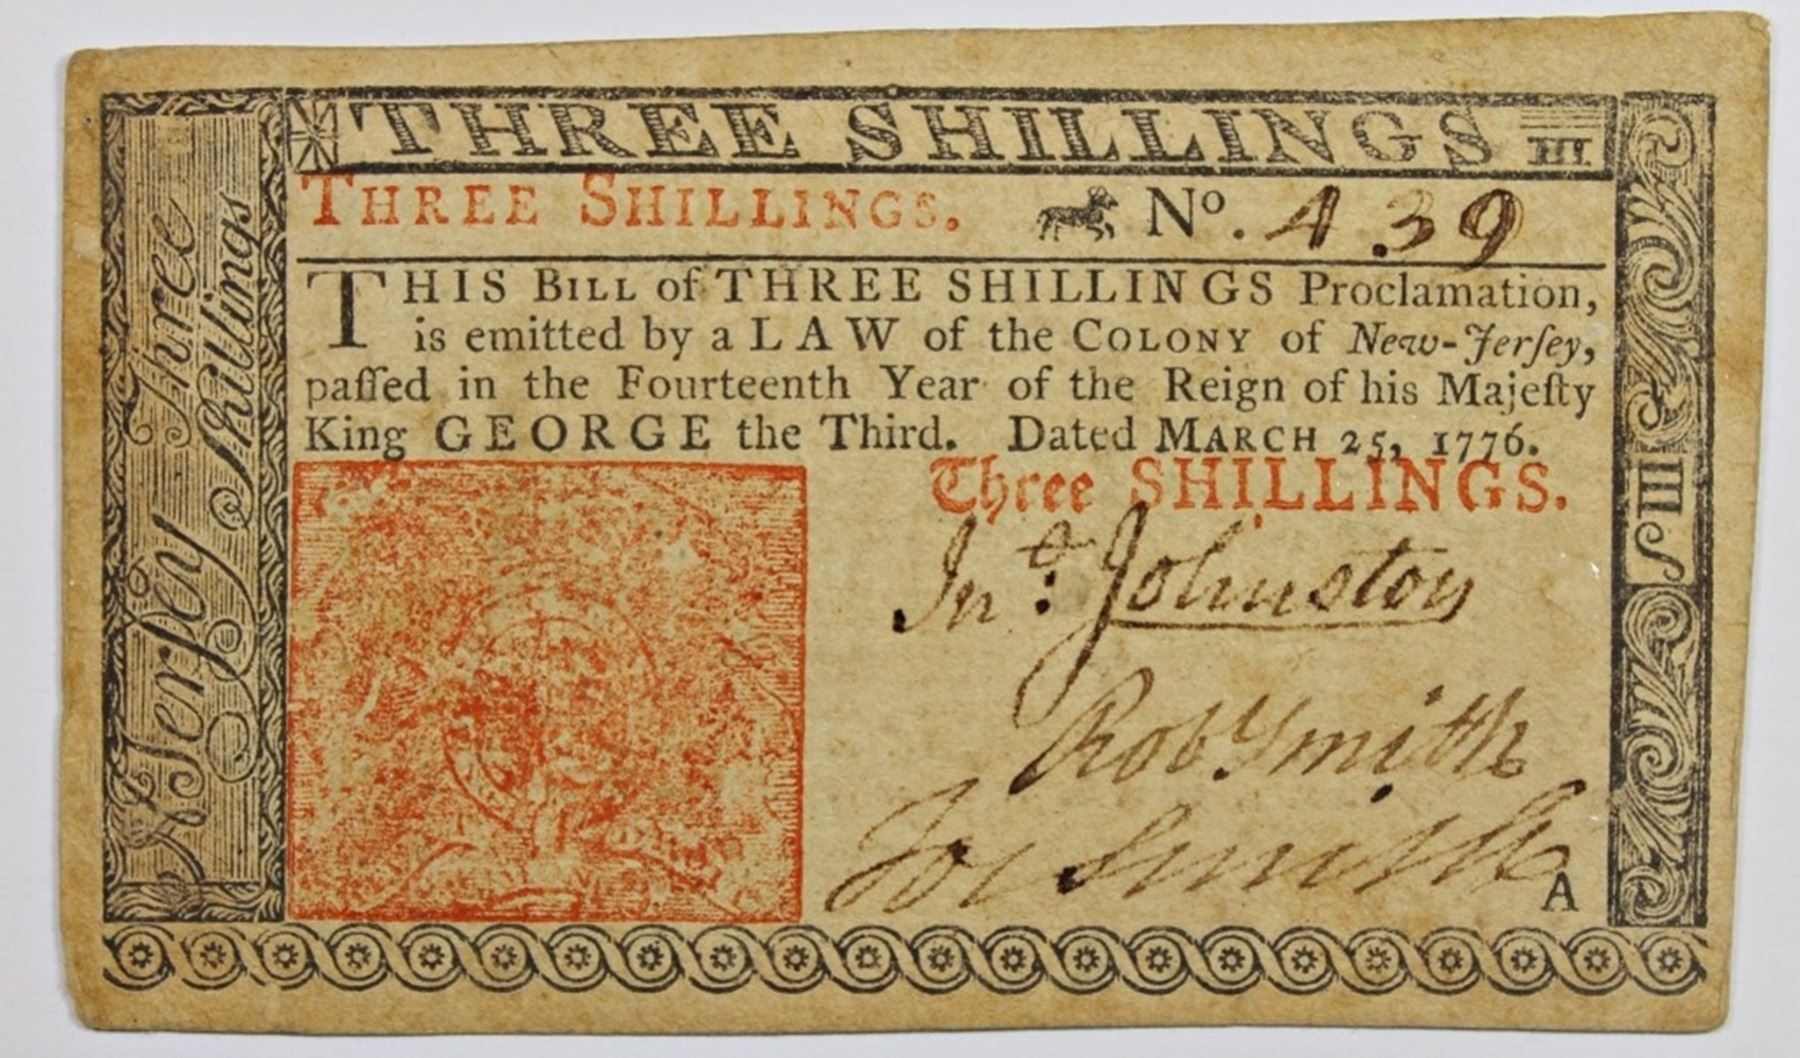 THREE SHILLINGS III
THREE SHILLINGS. No. 439
THIS BILL of THREE SHILLINGS Proclamation,
is emitted by a LAW of the COLONY of New-Jerſey,
paſſed in the Fourteenth Year of the Reign of his Majeſty
King GEORGE the Third. Dated MARCH 25, 1776.
Three SHILLINGS.
Jnº: Johnston
Robt Smith
Jos Smith
A
N Jerſey Three
Shillings
III S